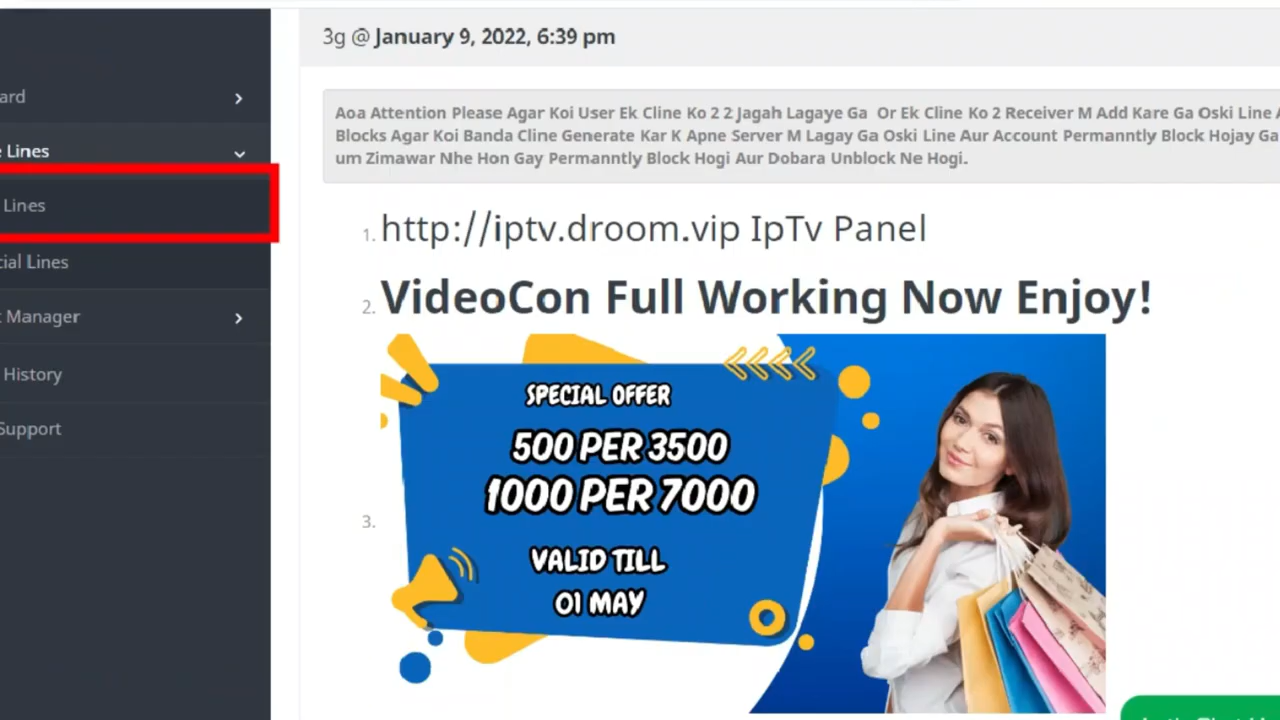 3g @ January 9, 2022, 6:39 pm
Aoa Attention Please Agar Koi User Ek Cline Ko 2 2 Jagah Lagaye Ga Or Ek Cline Ko 2 Receiver M Add Kare Ga Oski Line
Blocks Agar Koi Banda Cline Generate Kar K Apne Server M Lagay Ga Oski Line Aur Account Permanntly Block Hojay Ga
um Zimawar Nhe Hon Gay Permanntly Block Hogi Aur Dobara Unblock Ne Hogi.
ard
Lines
Lines
cial Lines
Manager
History
Support
1. http://iptv.droom.vip IpTv Panel
2. VideoCon Full Working Now Enjoy!
3.
SPECIAL OFFER
500 PER 3500
1000 PER 7000
VALID TILL
01 MAY